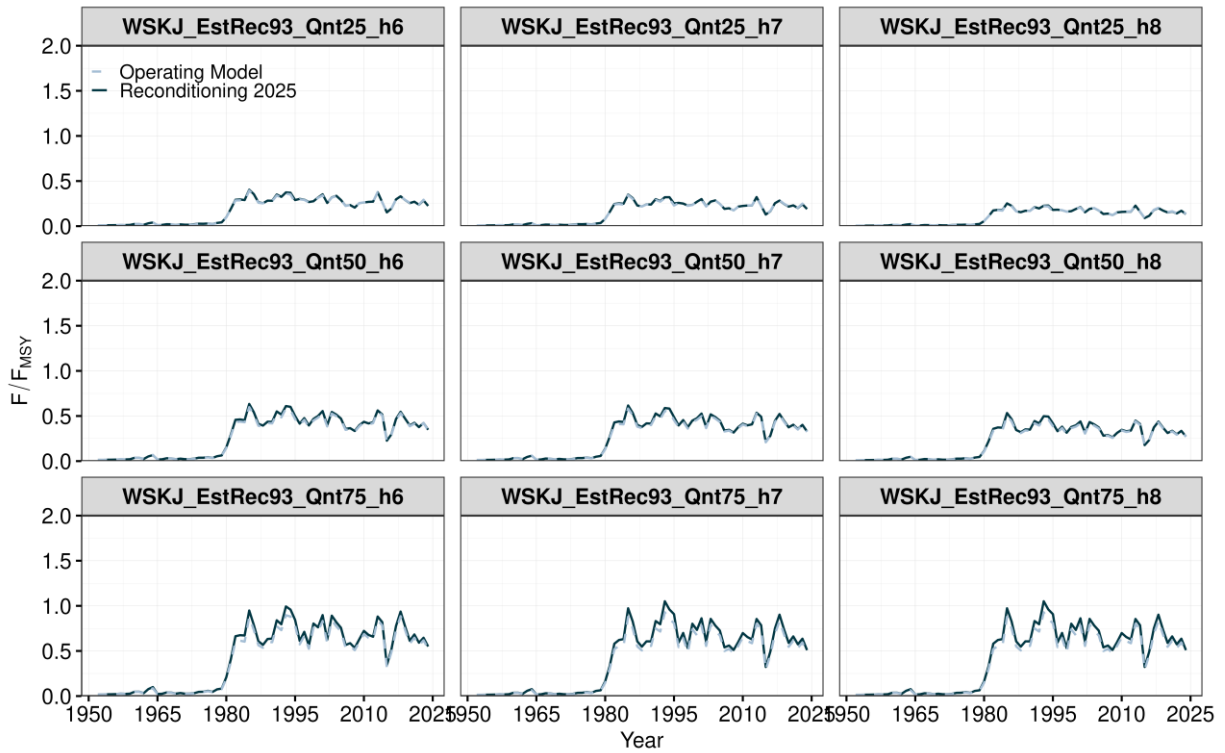 WSKJ_EstRec93_Qnt25_h6 WSKJ_EstRec93_Qnt25_h7 WSKJ_EstRec93_Qnt25_h8
2.0
Operating Model
Reconditioning 2025
1.5
1.0
0.5
0.0
WSKJ_EstRec93_Qnt50_h6 WSKJ_EstRec93_Qnt50_h7 WSKJ_EstRec93_Qnt50_h8
2.0
1.5
1.0
0.5
0.0
F / FMSY
WSKJ_EstRec93_Qnt75_h6 WSKJ_EstRec93_Qnt75_h7 WSKJ_EstRec93_Qnt75_h8
2.0
1.5
1.0
0.5
0.0
1950 1965 1980 1995 2010 2025 1950 1965 1980 1995 2010 2025 1950 1965 1980 1995 2010 2025
Year